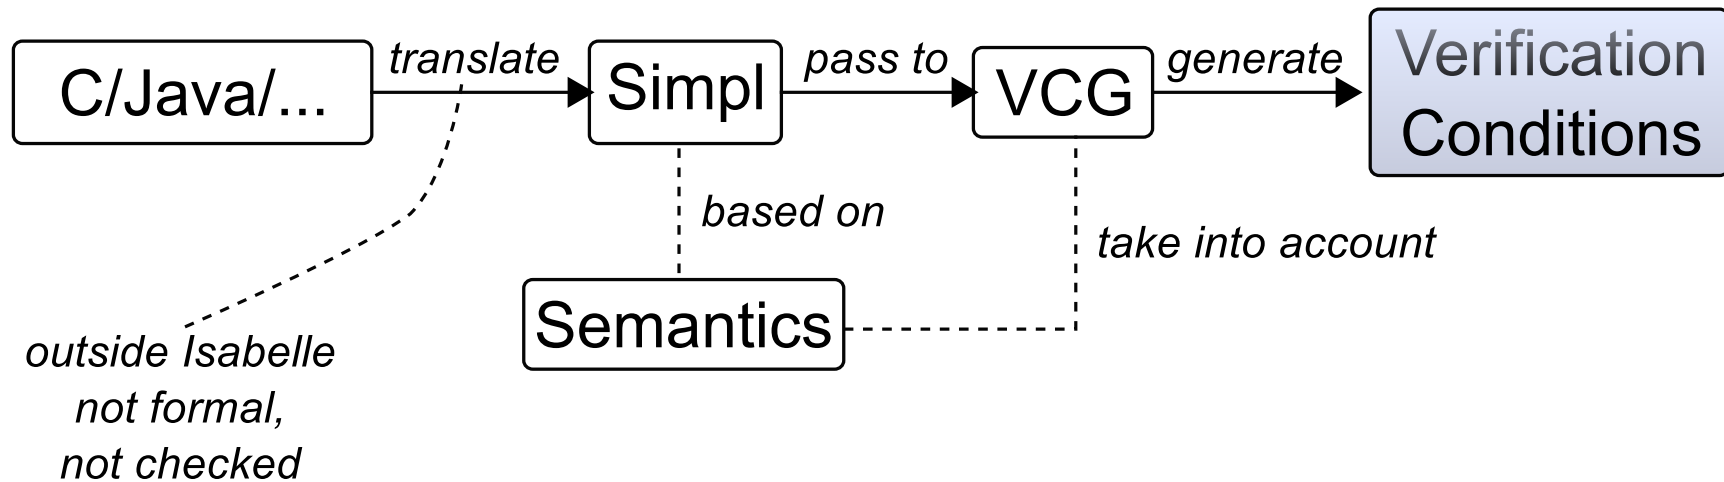 C/Java/...
translate
Simpl
pass to
VCG
generate
Verification
Conditions
based on
take into account
Semantics
outside Isabelle
not formal,
not checked